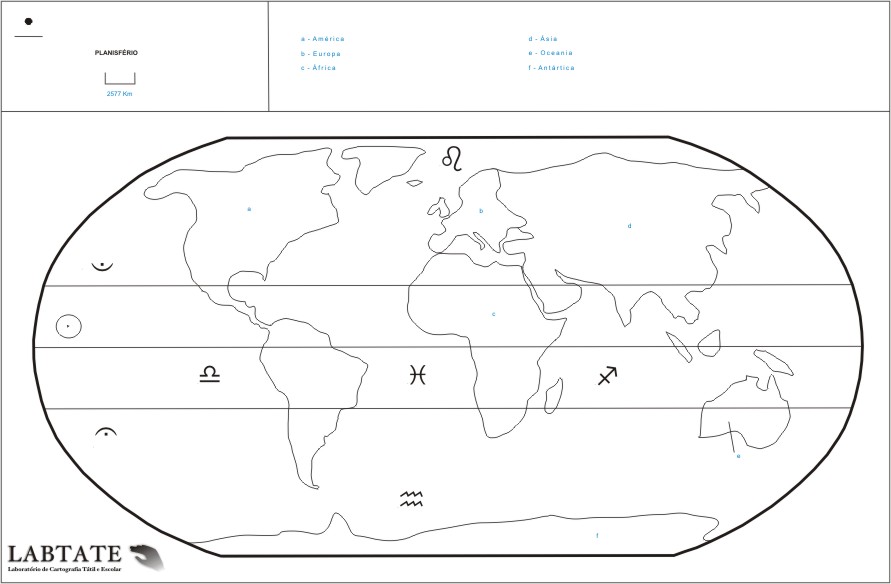 PLANISFÉRIO
2577 Km
a - América
b - Europa
c - África
d - Ásia
e - Oceania
f - Antártica
a
b
d
c
e
f
LABTATE
Laboratório de Cartografia Tátil e Escolar